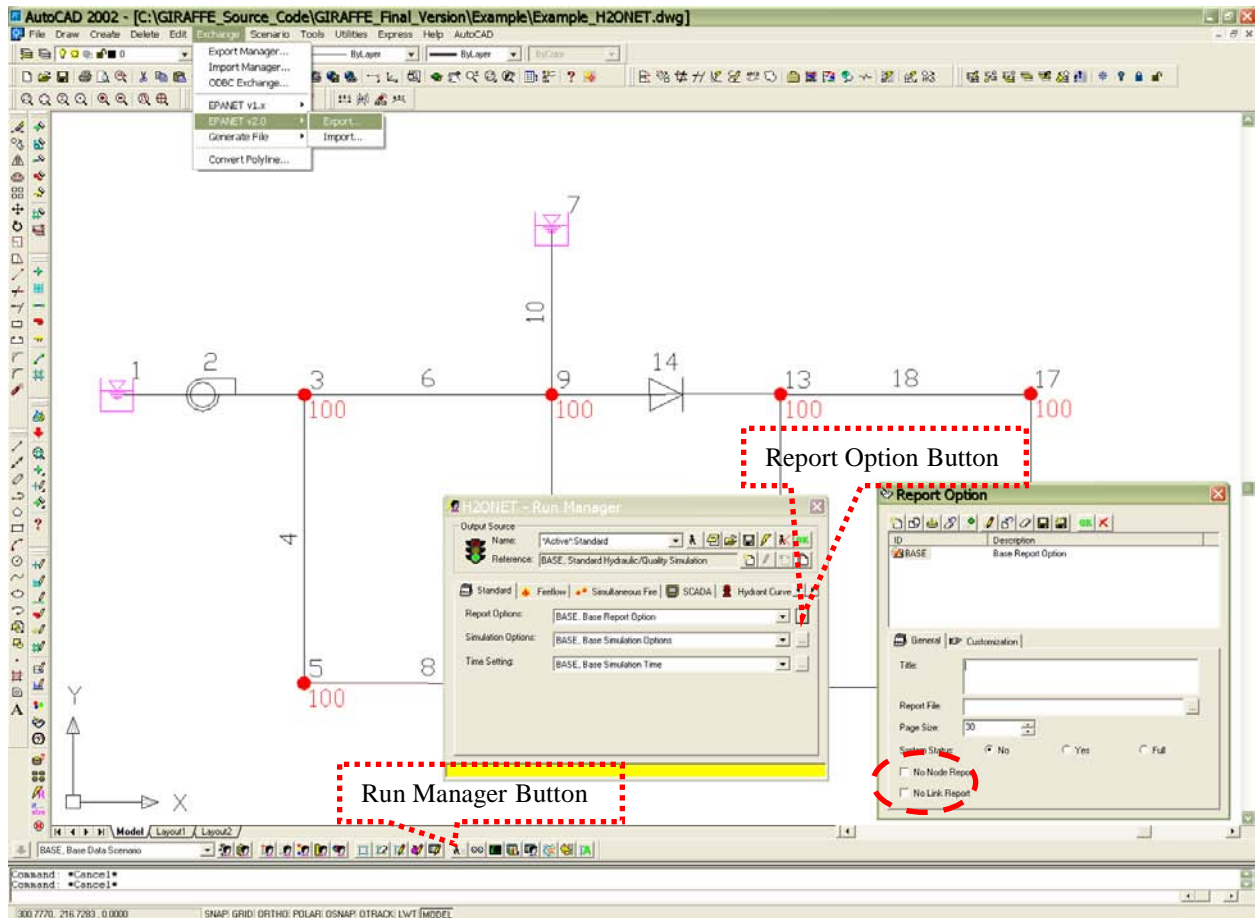 AutoCAD 2002 - [C:\GIRAFFE_Source_Code\GIRAFFE_Final_Version\Example\Example_H2ONET.dwg]
File Draw Create Delete Edit Exchange Scenario Tools Utilities Express Help AutoCAD
0 ByLayer ByLayer ByColor
Export Manager...
Import Manager...
ODBC Exchange...
EPANET v1.x
EPANET v2.0
Export...
Generate File
Import...
Convert Polyline...
7
10
1
2
3
6
9
14
13
18
17
100
100
100
100
Report Option Button
4
5
8
100
H2ONET - Run Manager
Output Source
Name: *Active*:Standard
Reference: BASE, Standard Hydraulic/Quality Simulation
Standard Fireflow Simultaneous Fire SCADA Hydrant Curve
Report Options: BASE, Base Report Option
Simulation Options: BASE, Base Simulation Options
Time Setting: BASE, Base Simulation Time
Report Option
ID Description
BASE Base Report Option
General Customization
Title:
Report File:
Page Size: 30
System Status: No Yes Full
No Node Report
No Link Report
Y
X
Run Manager Button
Model Layout1 Layout2
BASE, Base Data Scenario
Command: *Cancel*
Command: *Cancel*
300.7770, 216.7283, 0.0000 SNAP GRID ORTHO POLAR OSNAP OTRACK LWT MODEL